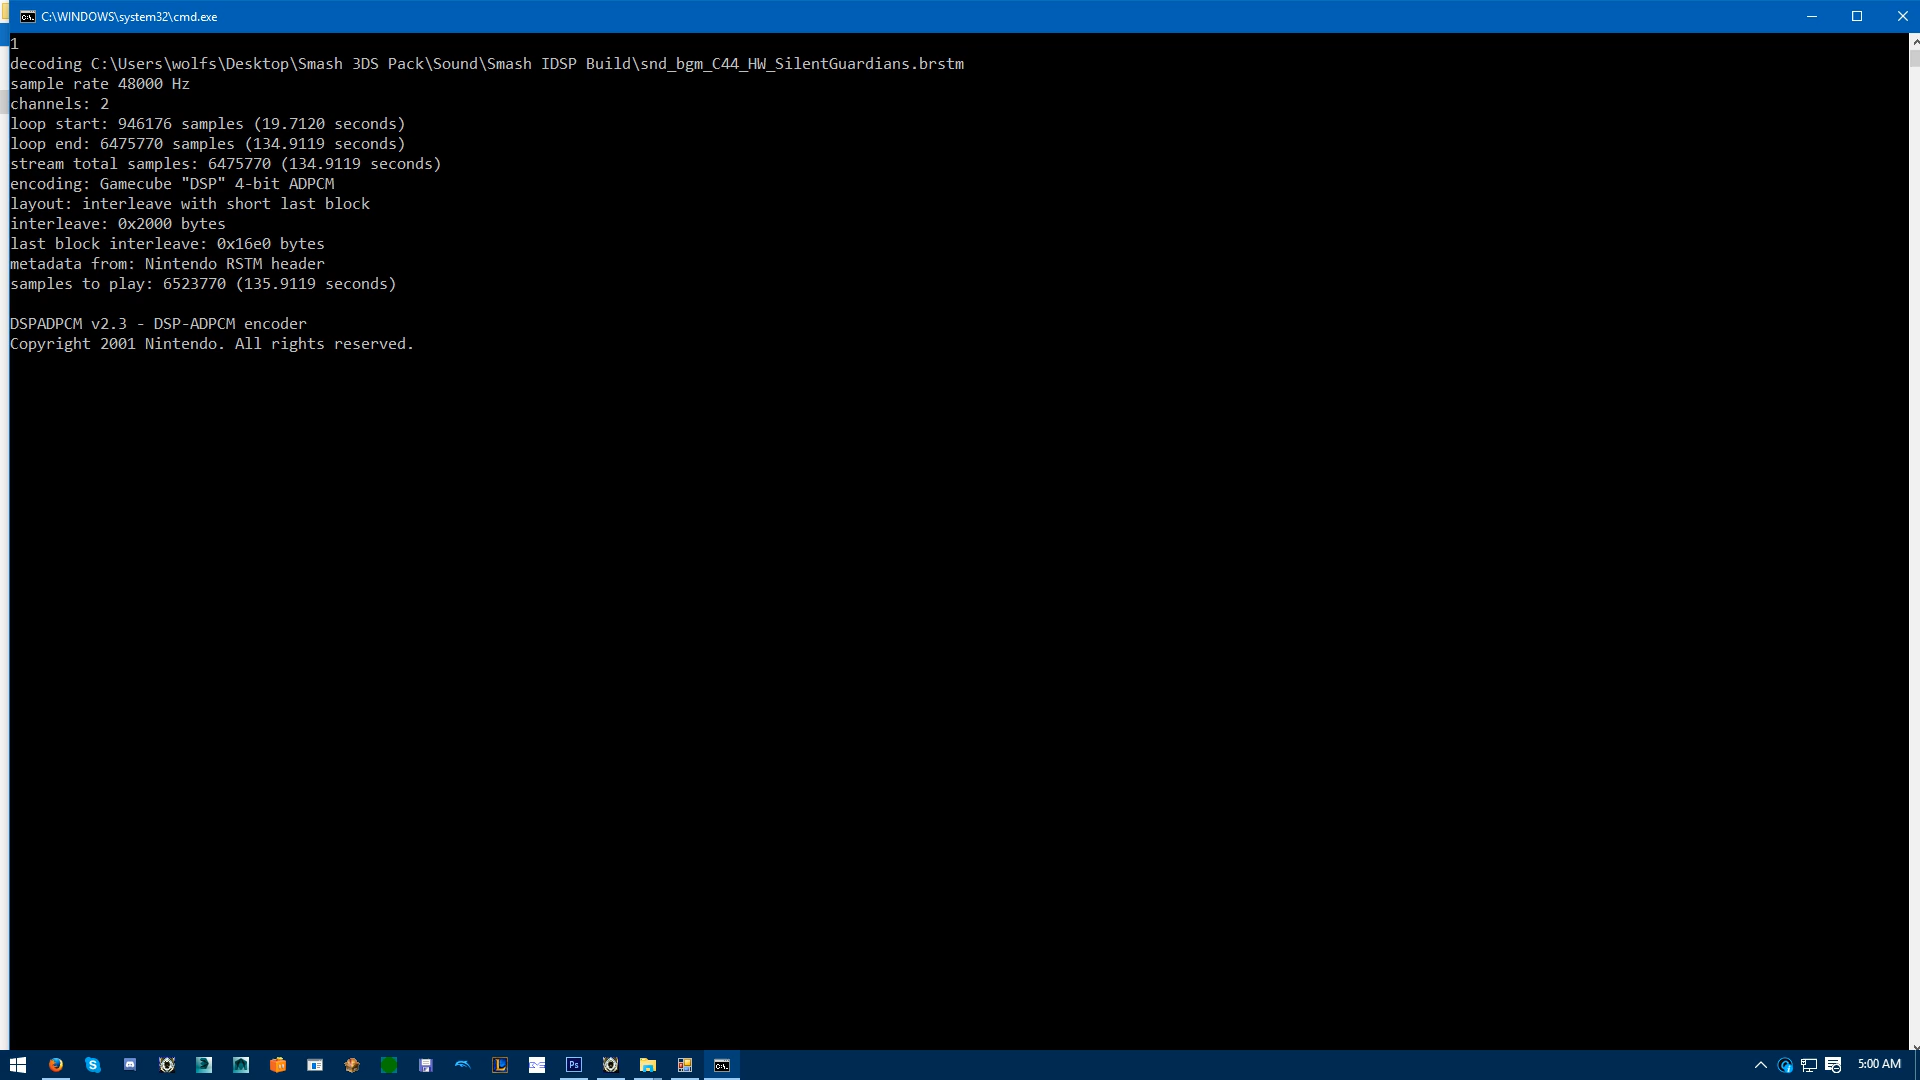 C:\WINDOWS\system32\cmd.exe
1
decoding C:\Users\wolfs\Desktop\Smash 3DS Pack\Sound\Smash IDSP Build\snd_bgm_C44_HW_SilentGuardians.brstm
sample rate 48000 Hz
channels: 2
loop start: 946176 samples (19.7120 seconds)
loop end: 6475770 samples (134.9119 seconds)
stream total samples: 6475770 (134.9119 seconds)
encoding: Gamecube "DSP" 4-bit ADPCM
layout: interleave with short last block
interleave: 0x2000 bytes
last block interleave: 0x16e0 bytes
metadata from: Nintendo RSTM header
samples to play: 6523770 (135.9119 seconds)
DSPADPCM v2.3 - DSP-ADPCM encoder
Copyright 2001 Nintendo. All rights reserved.
5:00 AM